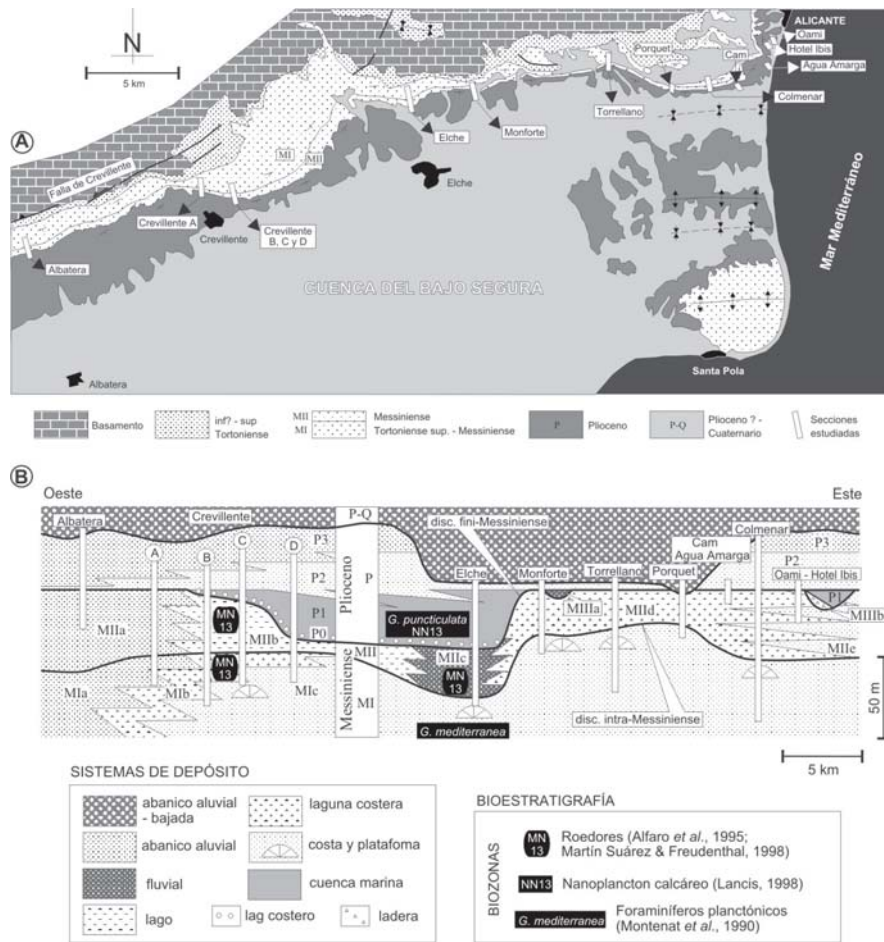 N
5 km
Porquet
Cam
ALICANTE
Oami
Hotel Ibis
Agua Amarga
Colmenar
Torrellano
Monforte
Elche
Elche
A
MI
MII
Falla de Crevillente
Crevillente A
Crevillente
Crevillente
B, C y D
Albatera
CUENCA DEL BAJO SEGURA
Mar Mediterráneo
Albatera
Santa Pola
Basamento
inf? - sup
Tortoniense
MII
MI
Messiniense
Tortoniense sup. - Messiniense
P
Plioceno
P-Q
Plioceno ? -
Cuaternario
Secciones
estudiadas
B
Oeste
Este
Albatera
Crevillente
P-Q
disc. fini-Messiniense
Colmenar
A
B
C
D
P3
P2
P1
P0
Plioceno
P
Elche
Monforte
Torrellano
Porquet
Cam
Agua Amarga
P3
P2
Oami - Hotel Ibis
P1
MIIa
MN
13
MIIb
G. puncticulata
NN13
MIIIa
MIId
MIIIb
MIIe
MN
13
MII
MIIc
MN
13
MIa
MIb
MIc
Messiniense
MI
G. mediterranea
disc. intra-Messiniense
50 m
5 km
SISTEMAS DE DEPÓSITO
abanico aluvial
- bajada
laguna costera
abanico aluvial
costa y platafoma
fluvial
cuenca marina
lago
lag costero
ladera
BIOESTRATIGRAFÍA
BIOZONAS
MN
13
Roedores (Alfaro et al., 1995;
Martín Suárez & Freudenthal, 1998)
NN13
Nanoplancton calcáreo (Lancis, 1998)
G. mediterranea
Foraminíferos planctónicos
(Montenat et al., 1990)